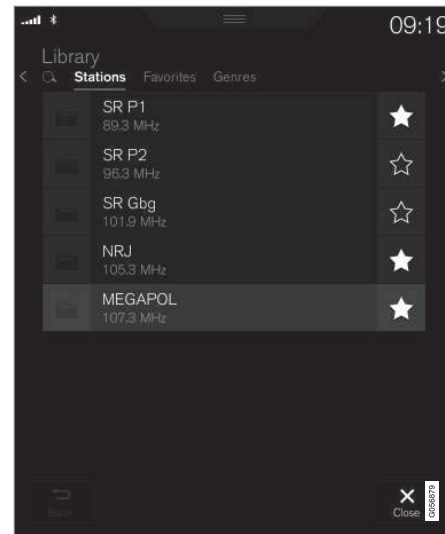 09:19
Library
Stations Favorites Genres
SR P1
89.3 MHz
SR P2
96.3 MHz
SR Gbg
101.9 MHz
NRJ
105.3 MHz
MEGAPOL
107.3 MHz
Back
Close
G056879